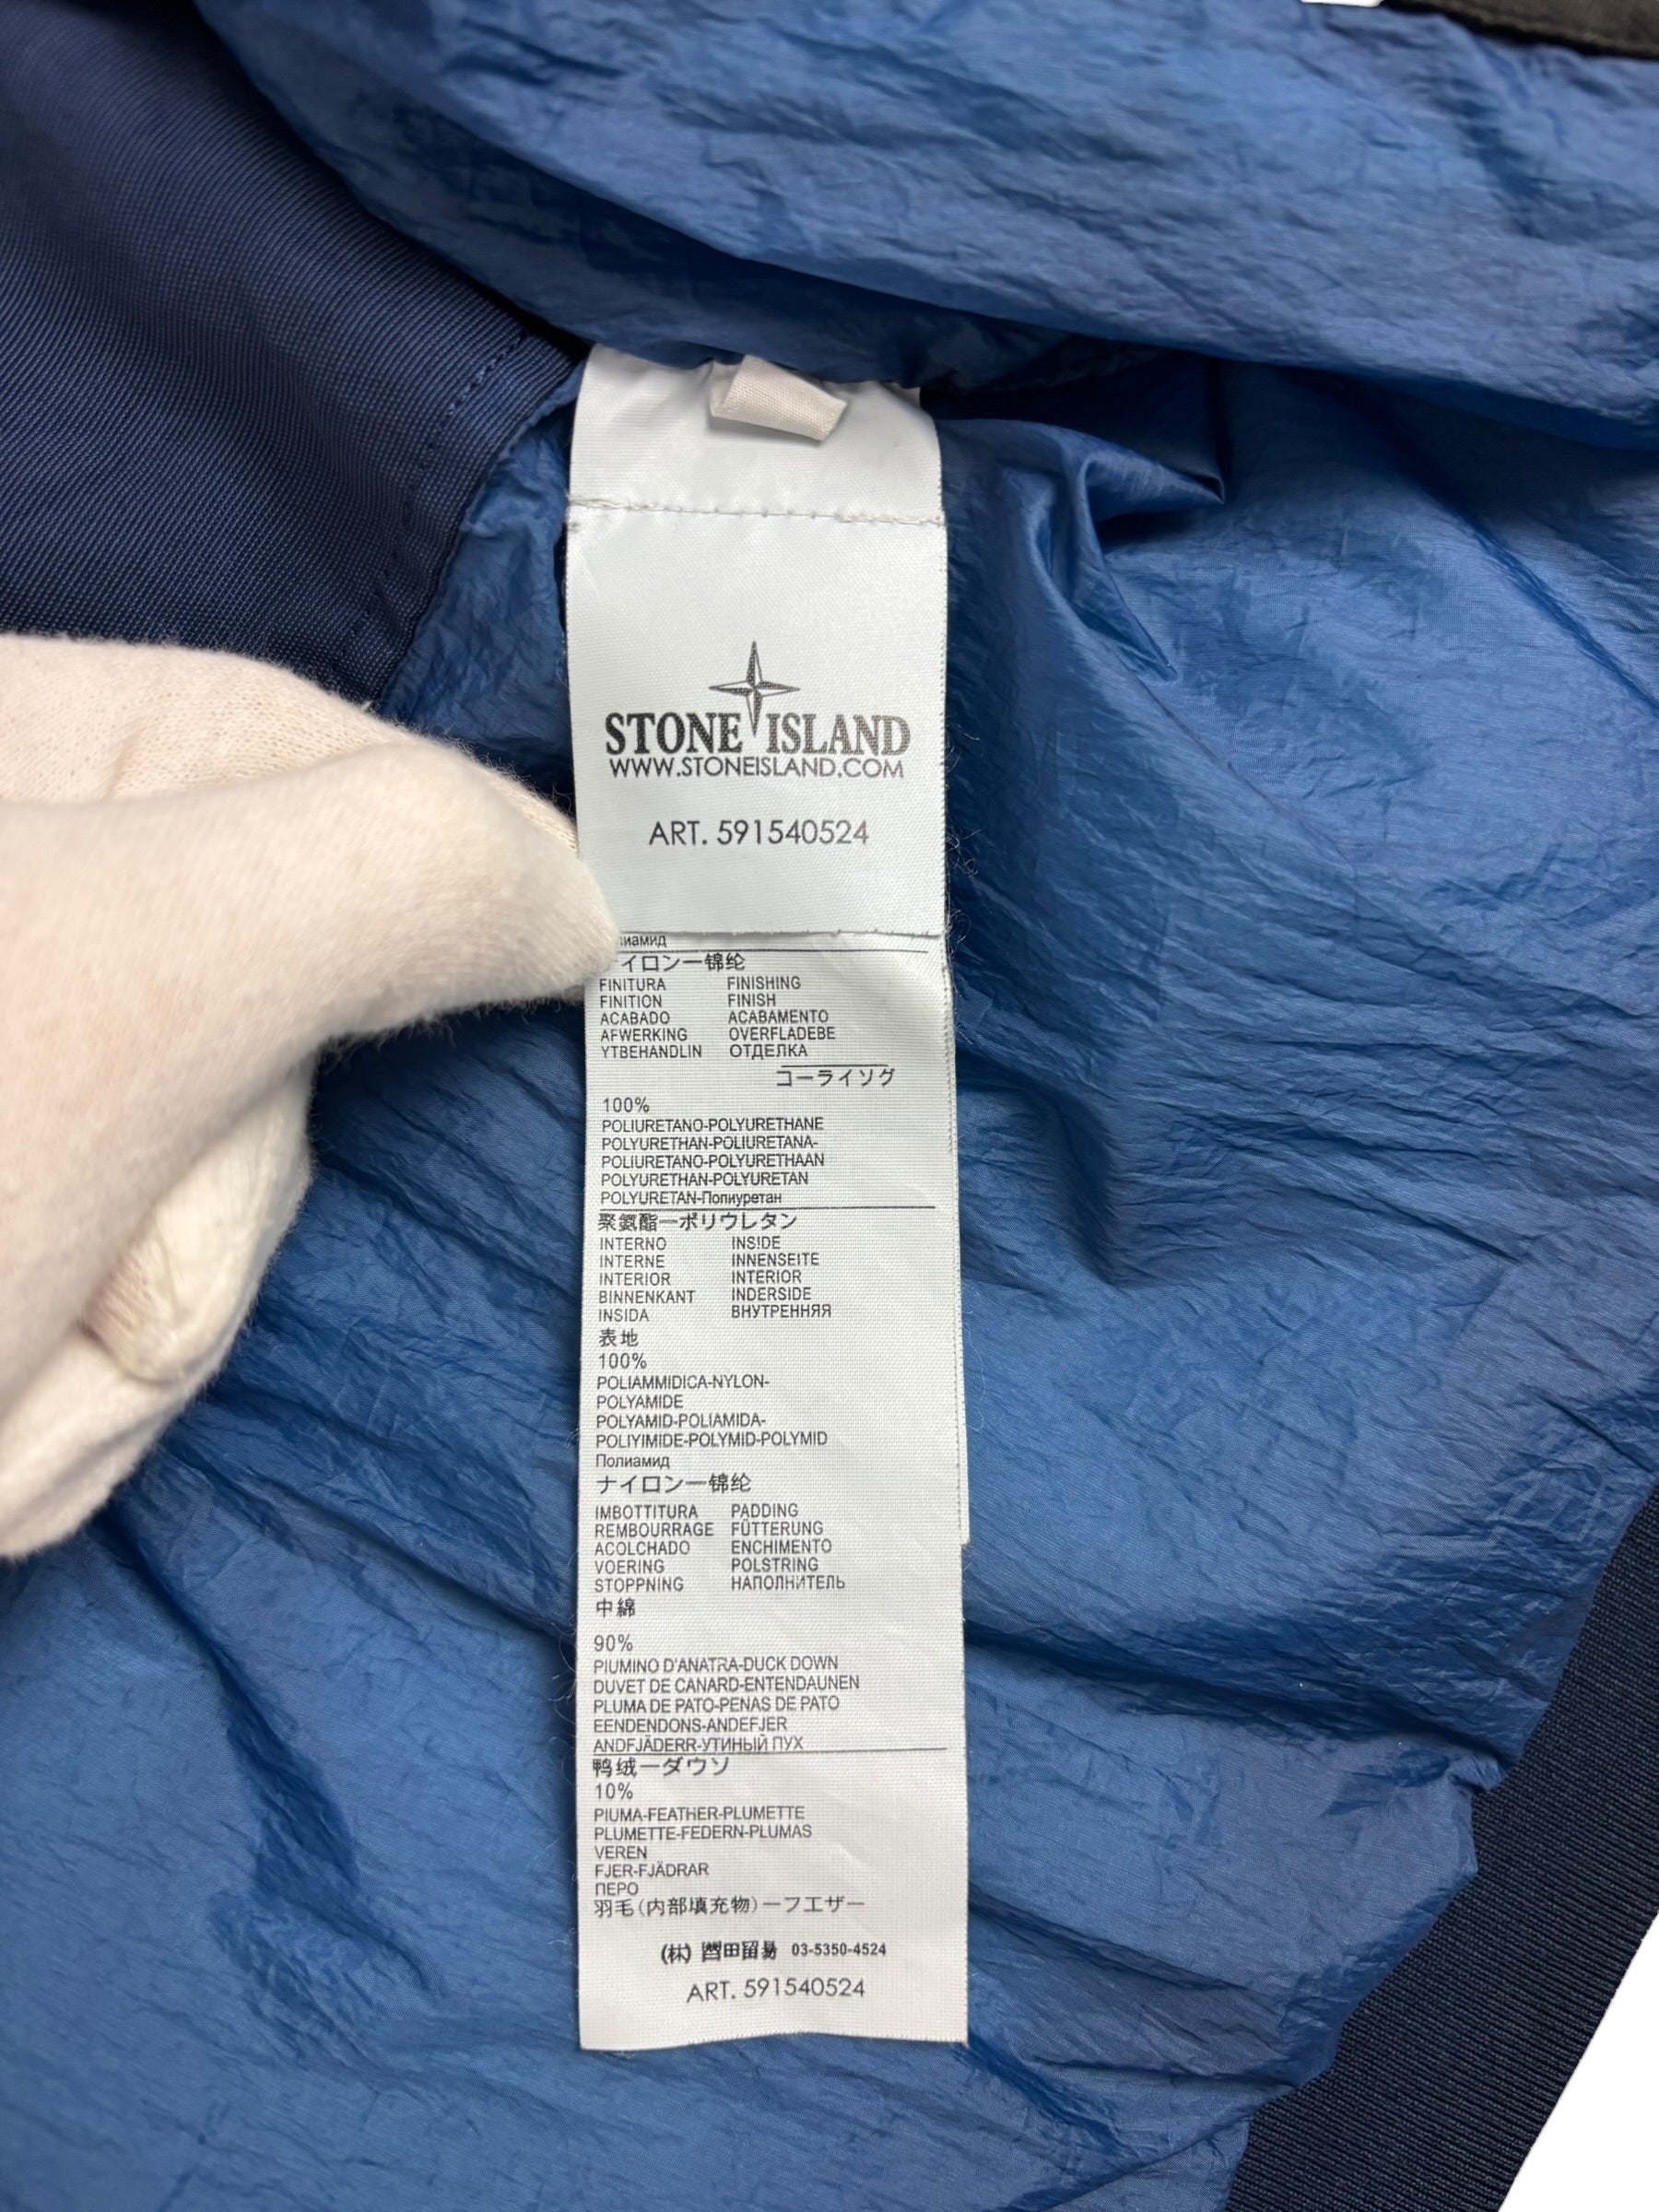 STONE ISLAND
WWW.STONEISLAND.COM
ART. 591540524
иамид
イロン一锦纶
FINITURA FINISHING
FINITION FINISH
ACABADO ACABAMENTO
AFWERKING OVERFLADEBE
YTBEHANDLIN ОТДЕЛКА
コーライソグ
100%
POLIURETANO-POLYURETHANE
POLYURETHAN-POLIURETANA-
POLIURETANO-POLYURETHAAN
POLYURETHAN-POLYURETAN
POLYURETAN-Полиуретан
聚氨酯一ポリウレタン
INTERNO INSIDE
INTERNE INNENSEITE
INTERIOR INTERIOR
BINNENKANT INDERSIDE
INSIDA ВНУТРЕННЯЯ
表地
100%
POLIAMMIDICA-NYLON-
POLYAMIDE
POLYAMID-POLIAMIDA-
POLIYIMIDE-POLYMID-POLYMID
Полиамид
ナイロン一锦纶
IMBOTTITURA PADDING
REMBOURRAGE FÜTTERUNG
ACOLCHADO ENCHIMENTO
VOERING POLSTRING
STOPPNING НАПОЛНИТЕЛЬ
中綿
90%
PIUMINO D'ANATRA-DUCK DOWN
DUVET DE CANARD-ENTENDAUNEN
PLUMA DE PATO-PENAS DE PATO
EENDENDONS-ANDEFJER
ANDFJÄDERR-УТИНЫЙ ПУХ
鸭绒一ダウソ
10%
PIUMA-FEATHER-PLUMETTE
PLUMETTE-FEDERN-PLUMAS
VEREN
FJER-FJÄDRAR
ПЕРО
羽毛(内部填充物)一フエザー
(株) 03-5350-4524
ART. 591540524